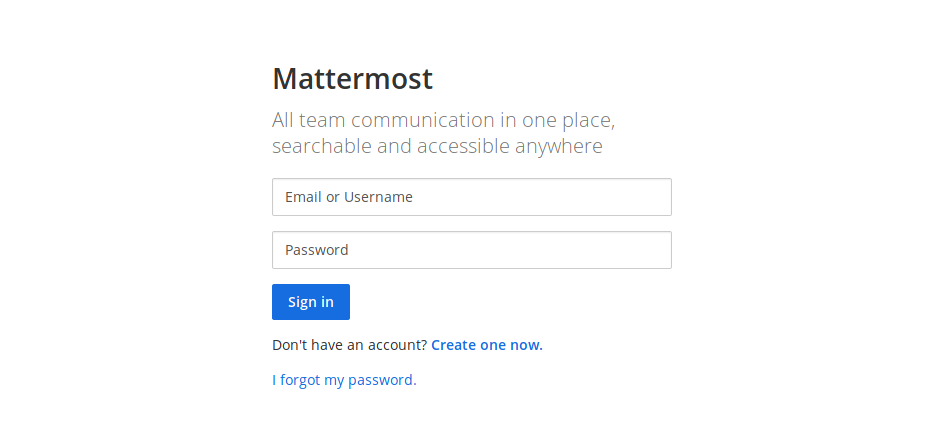 Mattermost
All team communication in one place,
searchable and accessible anywhere
Email or Username
Password
Sign in
Don't have an account? Create one now.
I forgot my password.